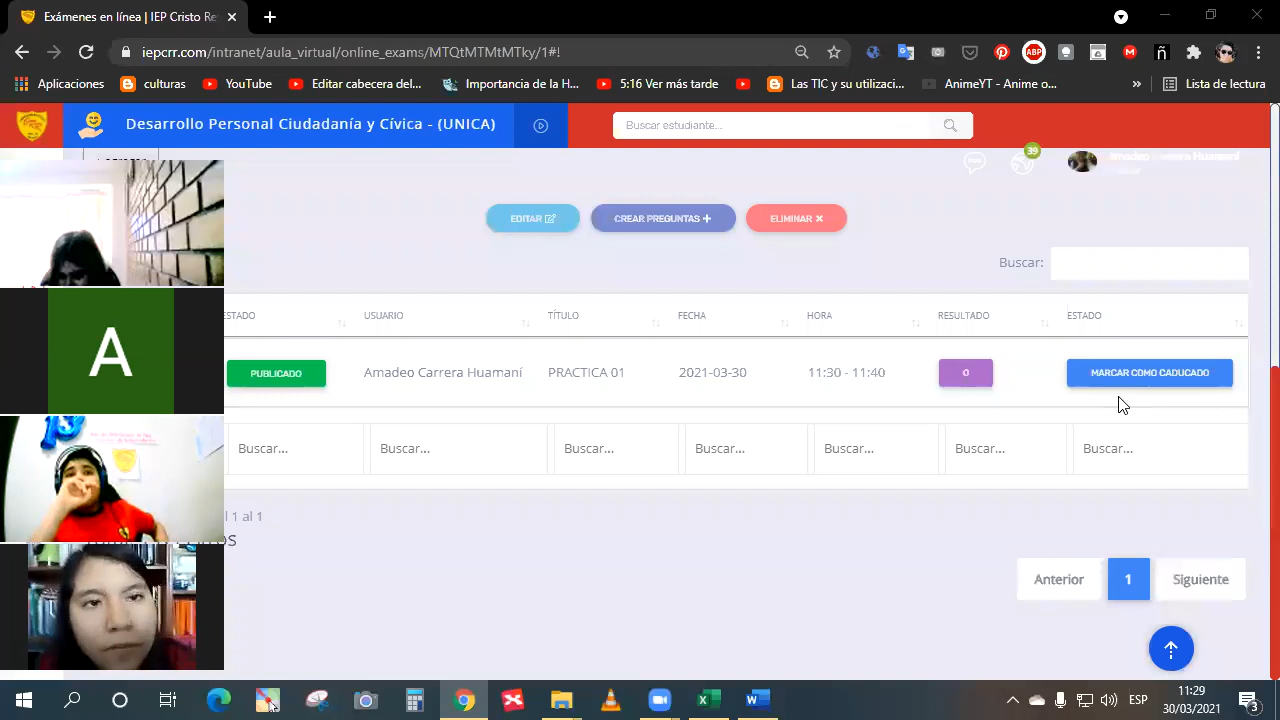 Exámenes en línea | IEP Cristo Re
iepcrr.com/intranet/aula_virtual/online_exams/MTQtMTMtMTky/1#!
ABP
M
ñ
Aplicaciones
culturas
YouTube
Editar cabecera del...
Importancia de la H...
5:16 Ver más tarde
Las TIC y su utilizaci...
AnimeYT - Anime o...
»
Lista de lectura
Desarrollo Personal Ciudadanía y Cívica - (UNICA)
Buscar estudiante...
39
Amadeo Carrera Huamaní
EDITAR
CREAR PREGUNTAS +
ELIMINAR ×
Buscar:
ESTADO
USUARIO
TÍTULO
FECHA
HORA
RESULTADO
ESTADO
PUBLICADO
Amadeo Carrera Huamaní
PRACTICA 01
2021-03-30
11:30 - 11:40
0
MARCAR COMO CADUCADO
Buscar...
Buscar...
Buscar...
Buscar...
Buscar...
Buscar...
Buscar...
l 1 al 1
Anterior
1
Siguiente
A
ESP
11:29
30/03/2021
3